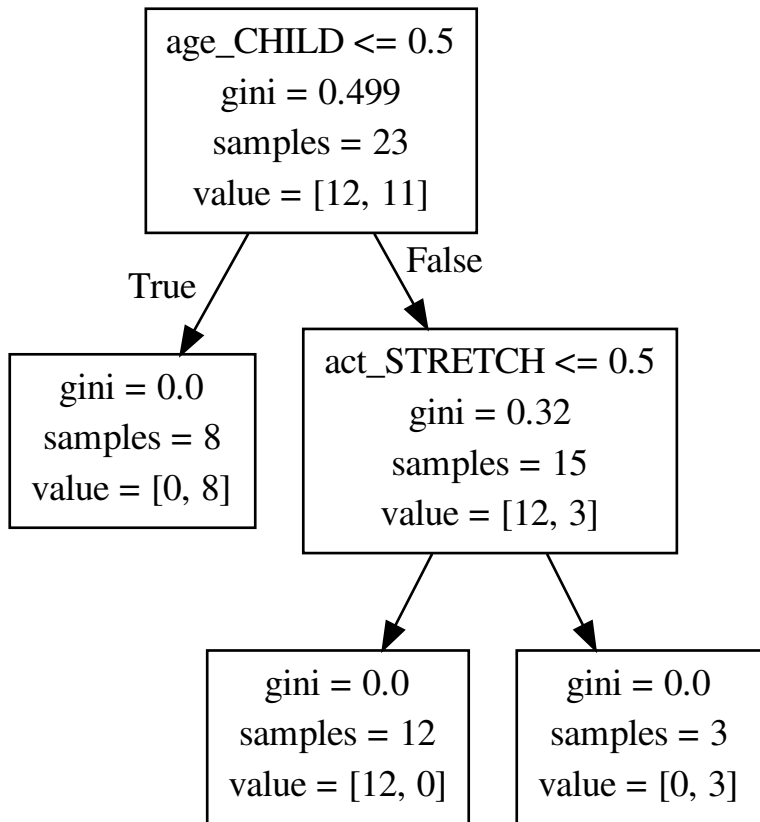 age_CHILD <= 0.5
gini = 0.499
samples = 23
value = [12, 11]
True
False
gini = 0.0
samples = 8
value = [0, 8]
act_STRETCH <= 0.5
gini = 0.32
samples = 15
value = [12, 3]
gini = 0.0
samples = 12
value = [12, 0]
gini = 0.0
samples = 3
value = [0, 3]